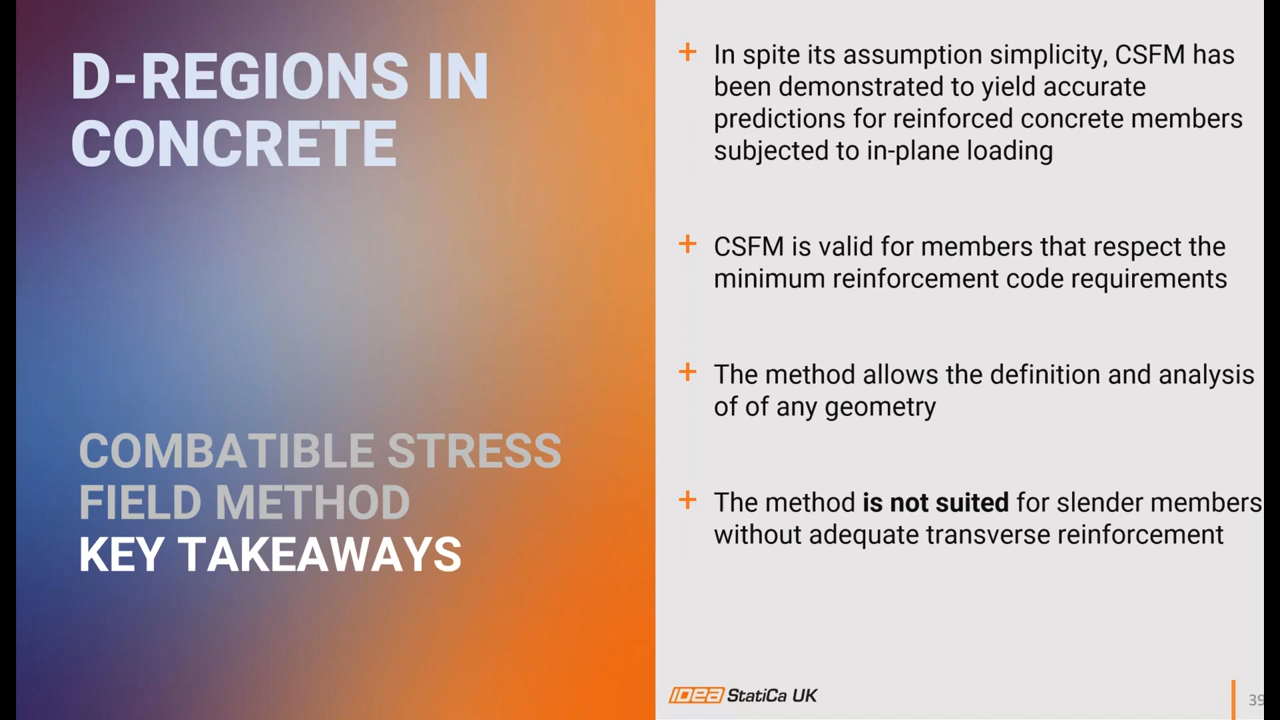 D-REGIONS IN
CONCRETE
COMBATIBLE STRESS
FIELD METHOD
KEY TAKEAWAYS
+ In spite its assumption simplicity, CSFM has
been demonstrated to yield accurate
predictions for reinforced concrete members
subjected to in-plane loading
+ CSFM is valid for members that respect the
minimum reinforcement code requirements
+ The method allows the definition and analysis
of of any geometry
+ The method is not suited for slender members
without adequate transverse reinforcement
IDEA StatiCa UK
39